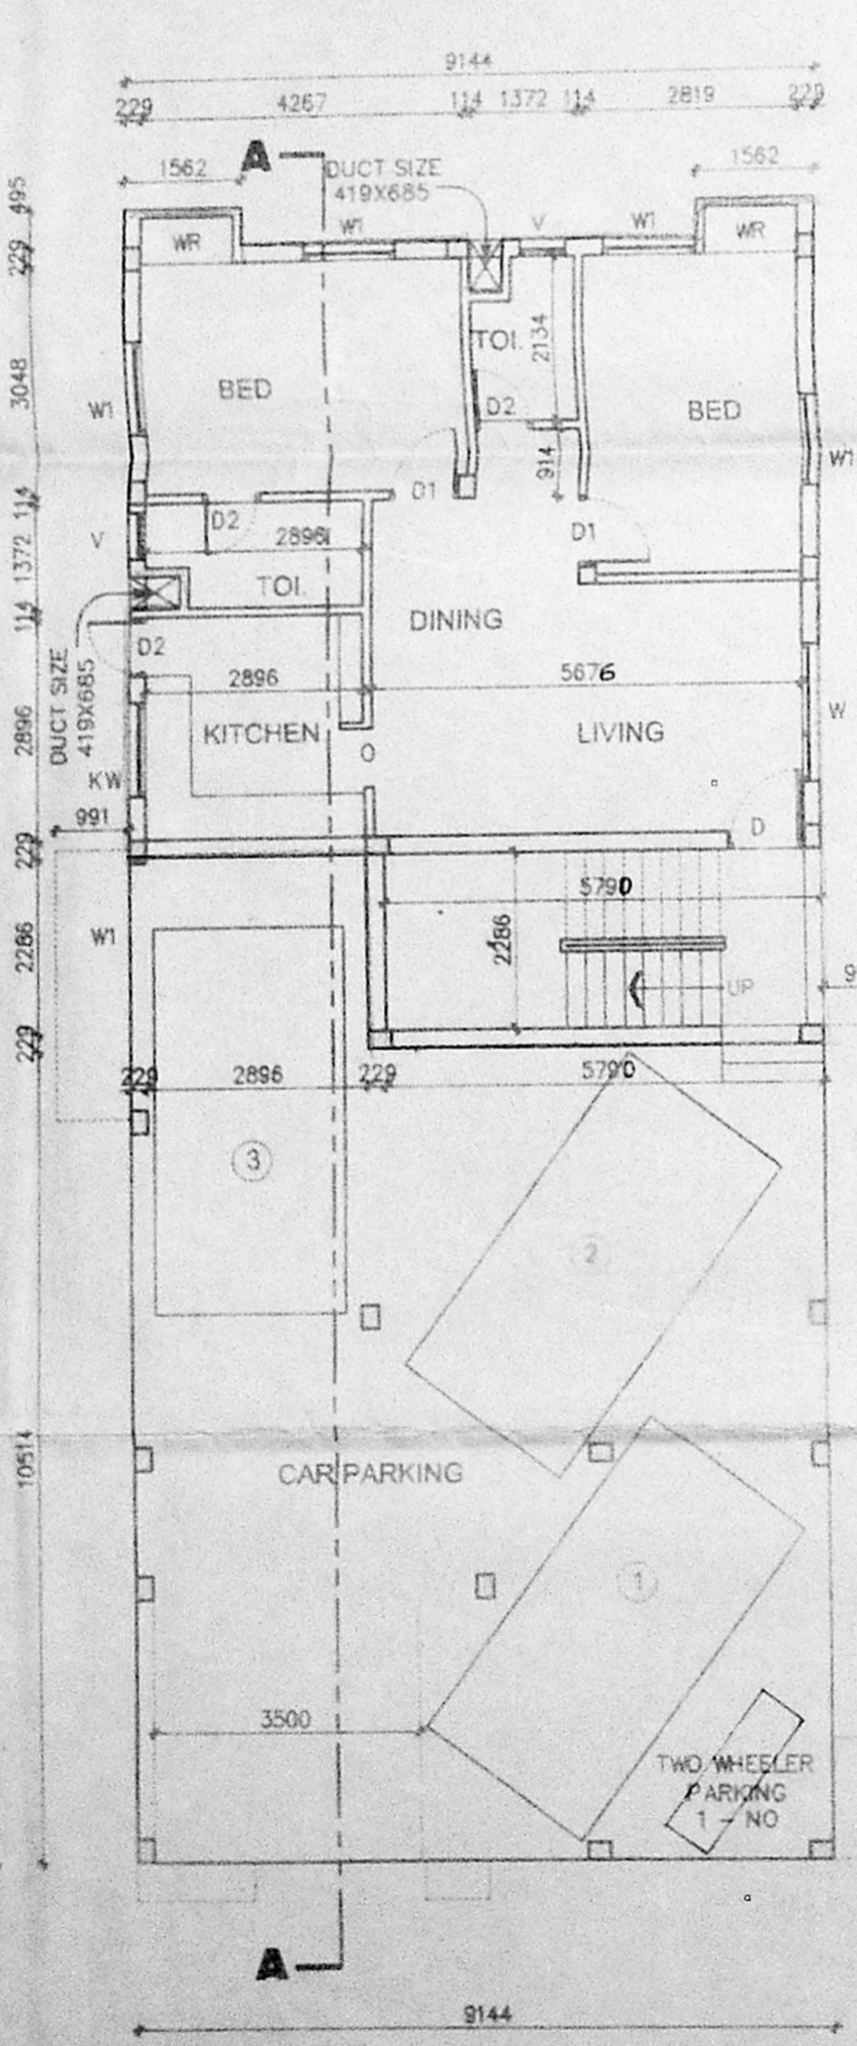 9144
229 4267 114 1372 114 2819 229
A
DUCT SIZE
419X685
1562
1562
495
WR
W1
V
W1
WR
229
TOI.
2134
3048
BED
BED
W1
D2
W1
914
D1
114
D2
D1
V
2896
1372
TOI.
114
DINING
D2
DUCT SIZE
419X685
2896
5676
2896
KITCHEN
LIVING
W
O
KW
991
D
229
5790
W1
2286
2286
UP
9
229
229 2896 229 5790
3
2
10514
CAR PARKING
1
3500
TWO WHEELER
PARKING
1 - NO
A
9144